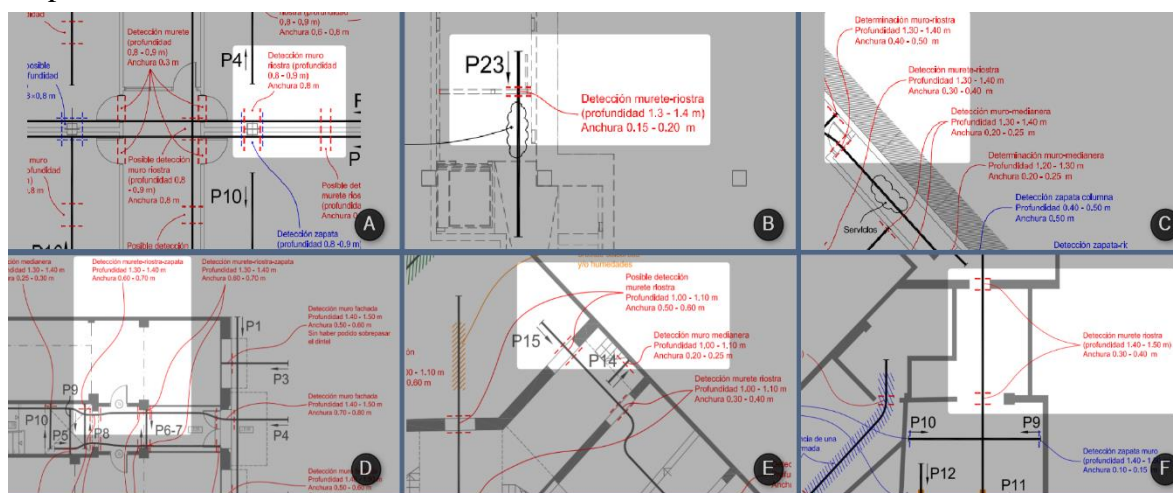 Detección murete
(profundidad
0.8 - 0.9 m)
Anchura 0.3 m
riostra
(profundidad 0.8 - 0.9 m)
P4
Detección muro
riostra
(profundidad
0.8 - 0.9 m)
Anchura 0.8 m
Posible detección
muro riostra
(profundidad 0.8
- 0.9 m)
Anchura 0.8 m
P10
Detección zapata
(profundidad 0.8 -0.9 m)
Posible detección
A
P23
Detección murete-riostra
(profundidad 1.3 - 1.4 m)
Anchura 0.15 - 0.20 m
B
Determinación muro-riostra
Profundidad 1.30 - 1.40 m
Anchura 0.40 - 0.50 m
Detección murete-riostra
Profundidad 1.30 - 1.40 m
Anchura 0.30 - 0.40 m
Determinación muro-medianera
Profundidad 1.30 - 1.40 m
Anchura 0.20 - 0.25 m
Determinación muro-medianera
Profundidad 1.20 - 1.30 m
Anchura 0.20 - 0.25 m
Detección zapata columna
Profundidad 0.40 - 0.50 m
Anchura 0.50 m
Servicios
C
Detección murete-riostra-zapata
Profundidad 1.30 - 1.40 m
Anchura 0.60 - 0.70 m
Detección murete-riostra-zapata
Profundidad 1.30 - 1.40 m
Anchura 0.60 - 0.70 m
Detección muro fachada
Profundidad 1.40 - 1.50 m
Anchura 0.50 - 0.60 m
Sin haber podido sobrepasar
el dintel
P1
P3
Detección muro fachada
Profundidad 1.40 - 1.50 m
Anchura 0.70 - 0.80 m
P9
P10
P5
P8
P6-7
P4
D
y/o humedades
Posible detección
murete riostra
Profundidad 1.00 - 1.10 m
Anchura 0.50 - 0.60 m
P15
Detección muro medianera
Profundidad 1.00 - 1.10 m
Anchura 0.20 - 0.25 m
P14
Detección murete riostra
Profundidad 1.00 - 1.10 m
Anchura 0.30 - 0.40 m
E
Detección murete riostra
(profundidad 1.40 - 1.50 m)
Anchura 0.30 - 0.40 m
P10
P9
Detección zapata muro
Anchura 0.10 - 0.15 m
P12
P11
F